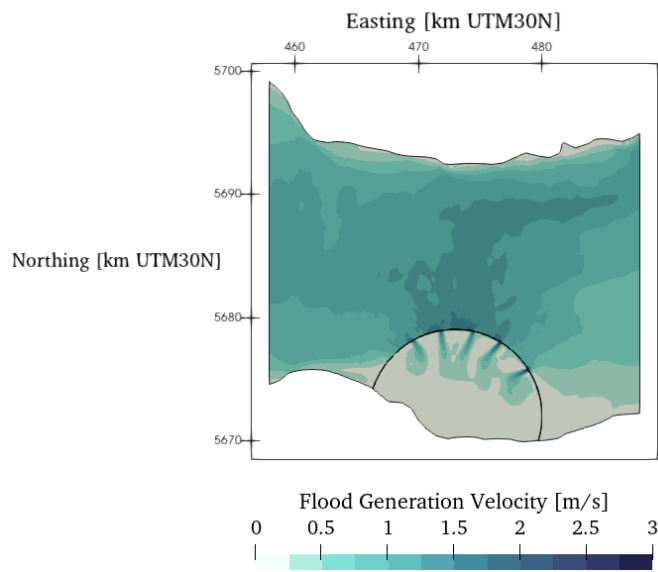 Easting [km UTM30N]
460 470 480
5700
5690
Northing [km UTM30N]
5680
5670
Flood Generation Velocity [m/s]
0 0.5 1 1.5 2 2.5 3